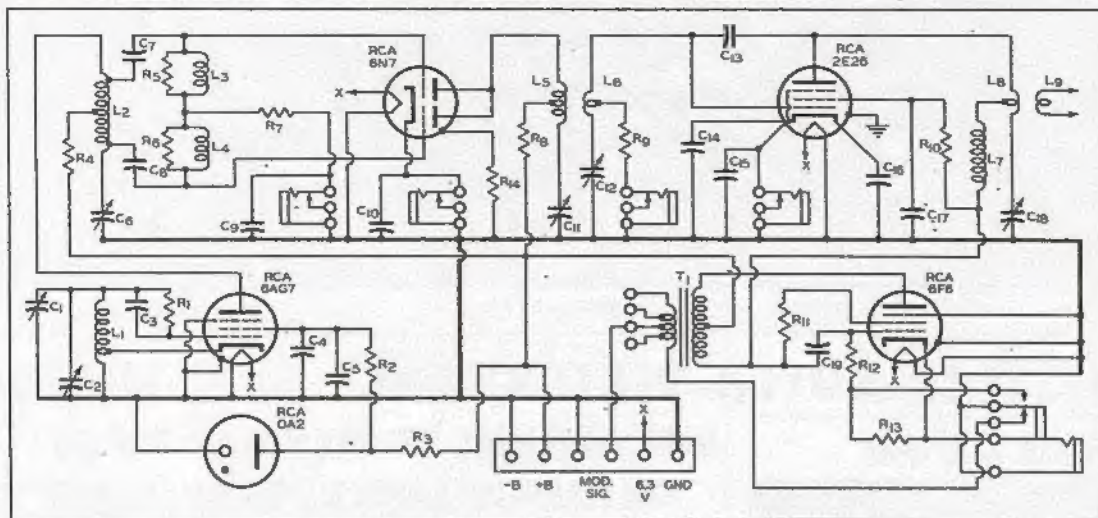 RCA
6N7
RCA
2E26
C7
R5
L3
L2
R4
R6
L4
C8
C6
R7
X
C9
C10
R14
L5
L6
R8
R9
C11
C12
C13
C14
C15
X
C16
R10
C17
L8
L9
L7
C18
RCA
6AG7
C1
C2
L1
C3
R1
X
C4
C5
R2
RCA
OA2
R3
T1
R11
C19
R12
R13
RCA
6F6
X
X
-B
+B
MOD.
SIG.
6.3
V
GND